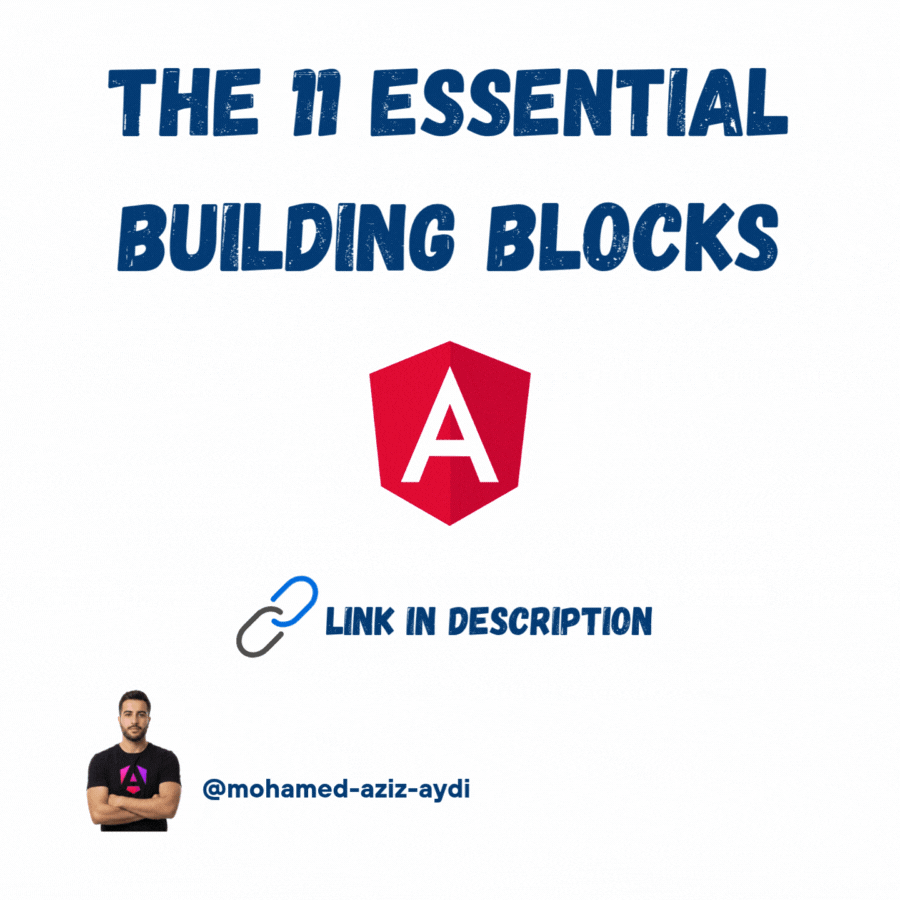 THE 11 ESSENTIAL
BUILDING BLOCKS
A
LINK IN DESCRIPTION
@mohamed-aziz-aydi